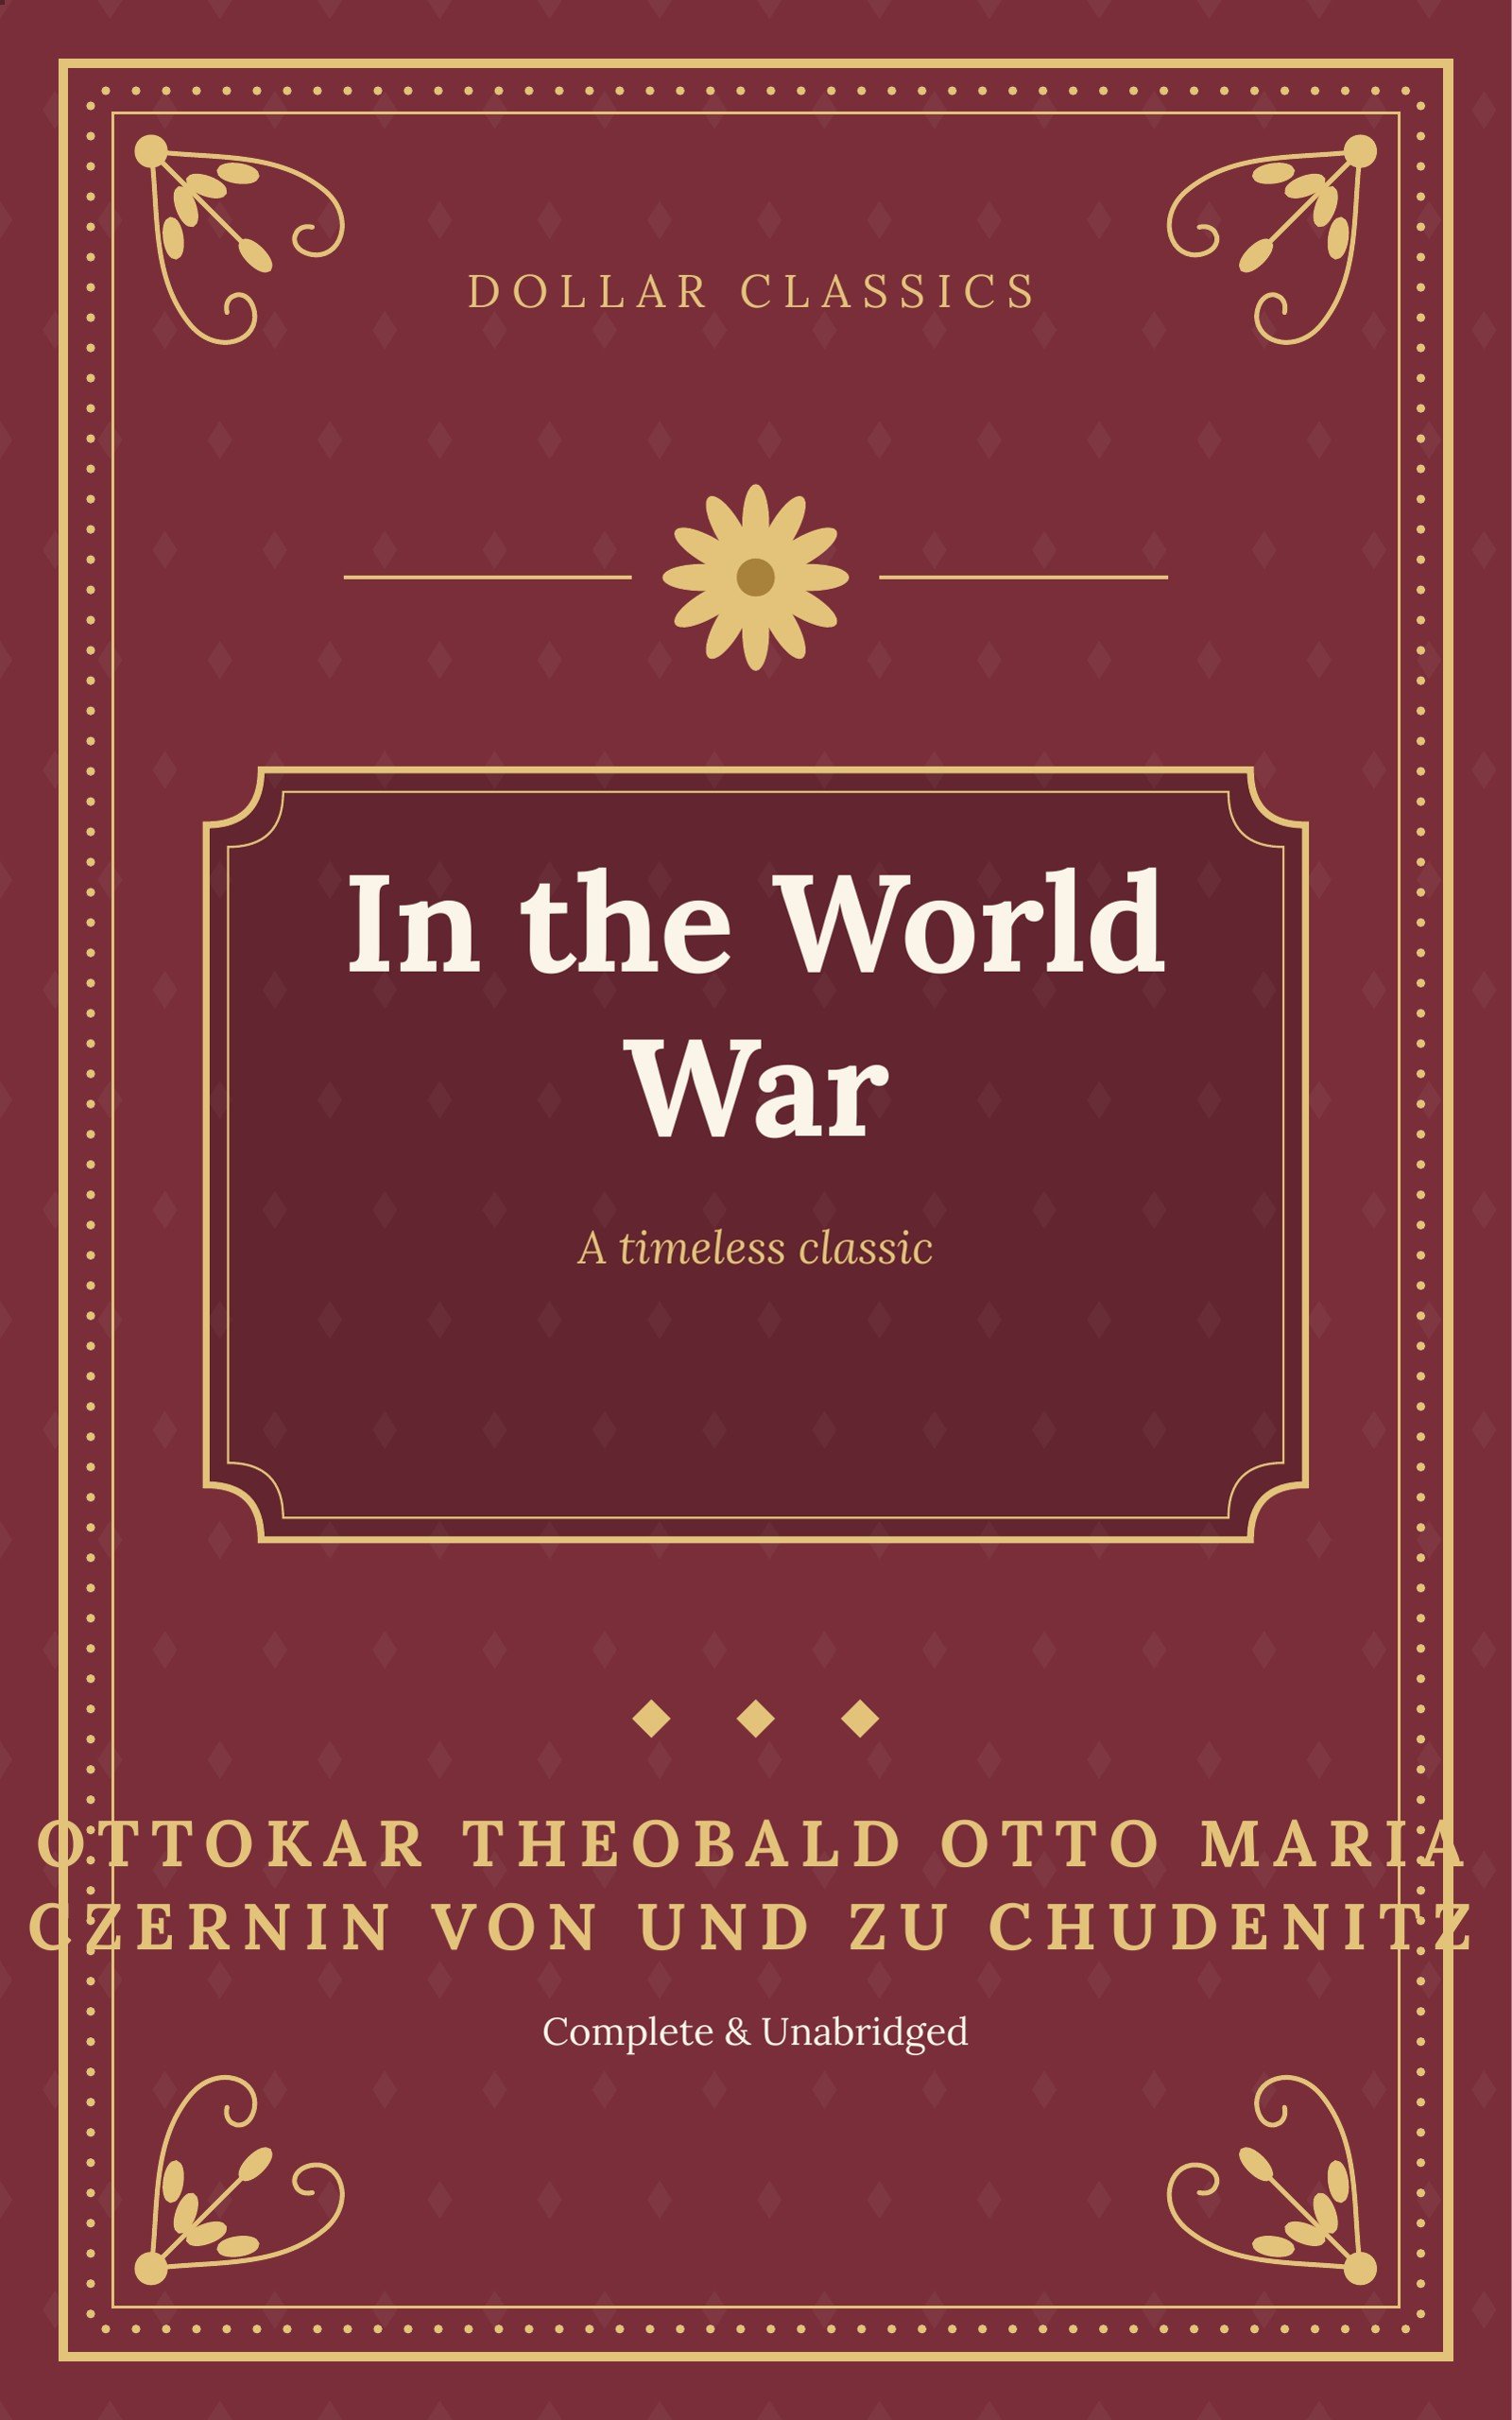 DOLLAR CLASSICS
In the World
War
A timeless classic
OTTOKAR THEOBALD OTTO MARIA
CZERNIN VON UND ZU CHUDENITZ
Complete & Unabridged